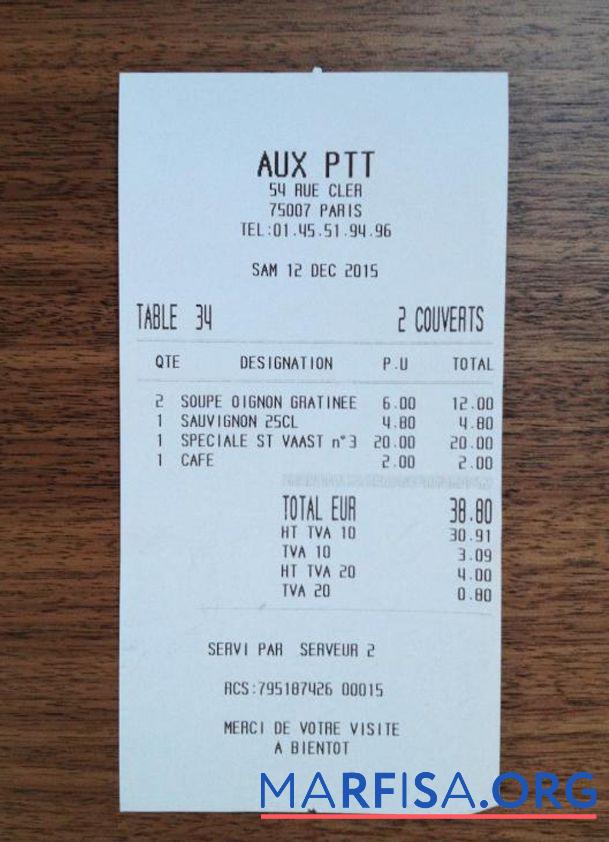 AUX PTT
54 RUE CLER
75007 PARIS
TEL:01.45.51.94.96
SAM 12 DEC 2015
TABLE 34 2 COUVERTS
QTE DESIGNATION P.U TOTAL
2 SOUPE OIGNON GRATINEE 6.00 12.00
1 SAUVIGNON 25CL 4.80 4.80
1 SPECIALE ST VAAST n°3 20.00 20.00
1 CAFE 2.00 2.00
TOTAL EUR 38.80
HT TVA 10 30.91
TVA 10 3.09
HT TVA 20 4.00
TVA 20 0.80
SERVI PAR SERVEUR 2
RCS:795187426 00015
MERCI DE VOTRE VISITE
A BIENTOT
MARFISA.ORG